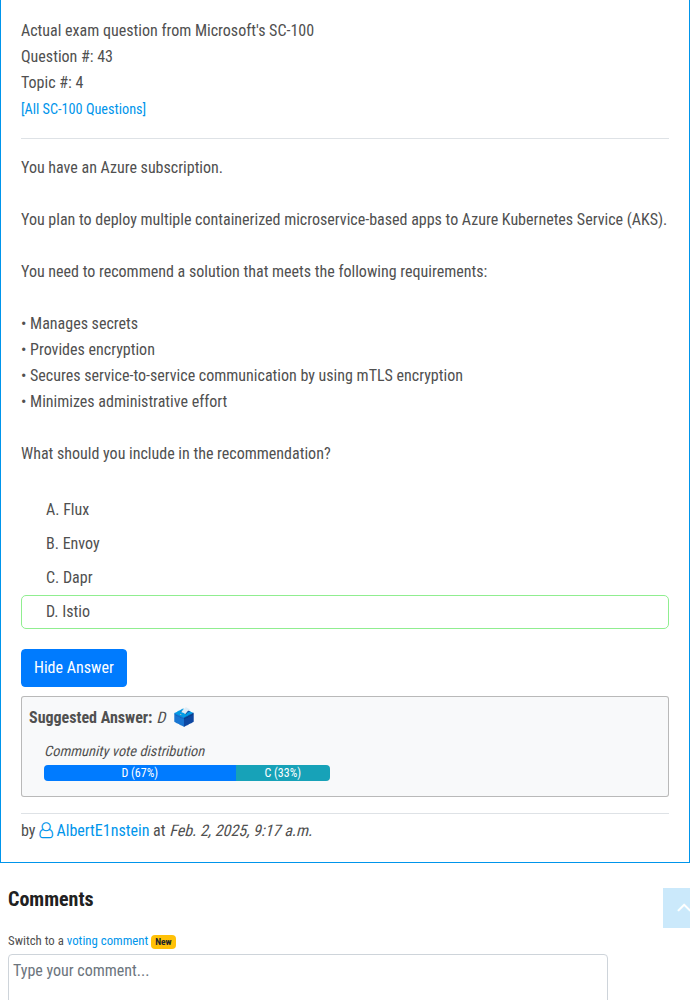 Actual exam question from Microsoft's SC-100
Question #: 43
Topic #: 4
[All SC-100 Questions]
You have an Azure subscription.
You plan to deploy multiple containerized microservice-based apps to Azure Kubernetes Service (AKS).
You need to recommend a solution that meets the following requirements:
• Manages secrets
• Provides encryption
• Secures service-to-service communication by using mTLS encryption
• Minimizes administrative effort
What should you include in the recommendation?
A. Flux
B. Envoy
C. Dapr
D. Istio
Hide Answer
Suggested Answer: D
Community vote distribution
D (67%) C (33%)
by AlbertE1nstein at Feb. 2, 2025, 9:17 a.m.
Comments
Switch to a voting comment New
Type your comment...